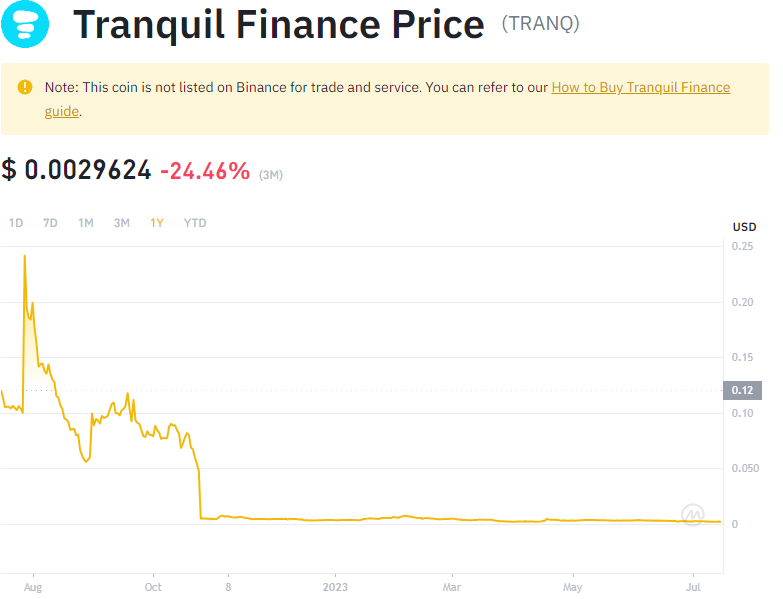 Tranquil Finance Price (TRANQ)
Note: This coin is not listed on Binance for trade and service. You can refer to our How to Buy Tranquil Finance
guide.
$ 0.0029624 -24.46% (3M)
1D 7D 1M 3M 1Y YTD
USD
0.25
0.20
0.15
0.12
0.10
0.050
0
Aug Oct 8 2023 Mar May Jul